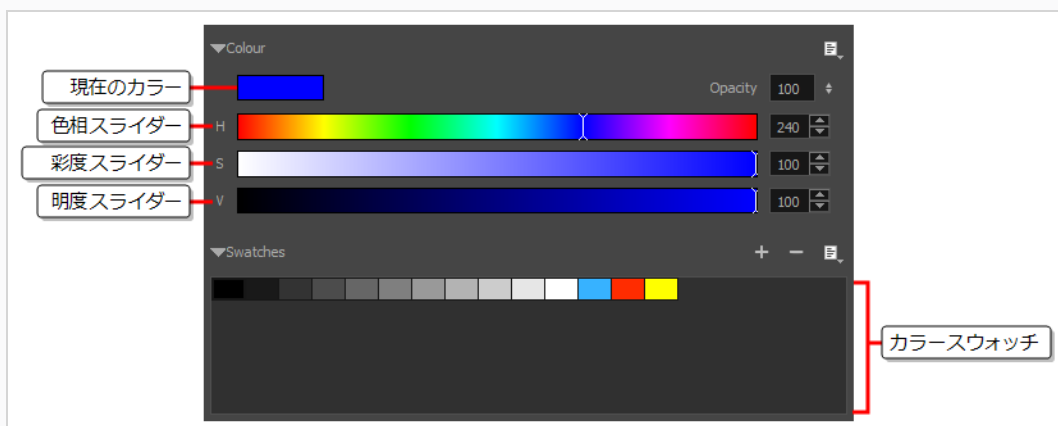 Colour
現在のカラー
Opacity 100
色相スライダー
H 240
彩度スライダー
S 100
明度スライダー
V 100
Swatches + −
カラースウォッチ